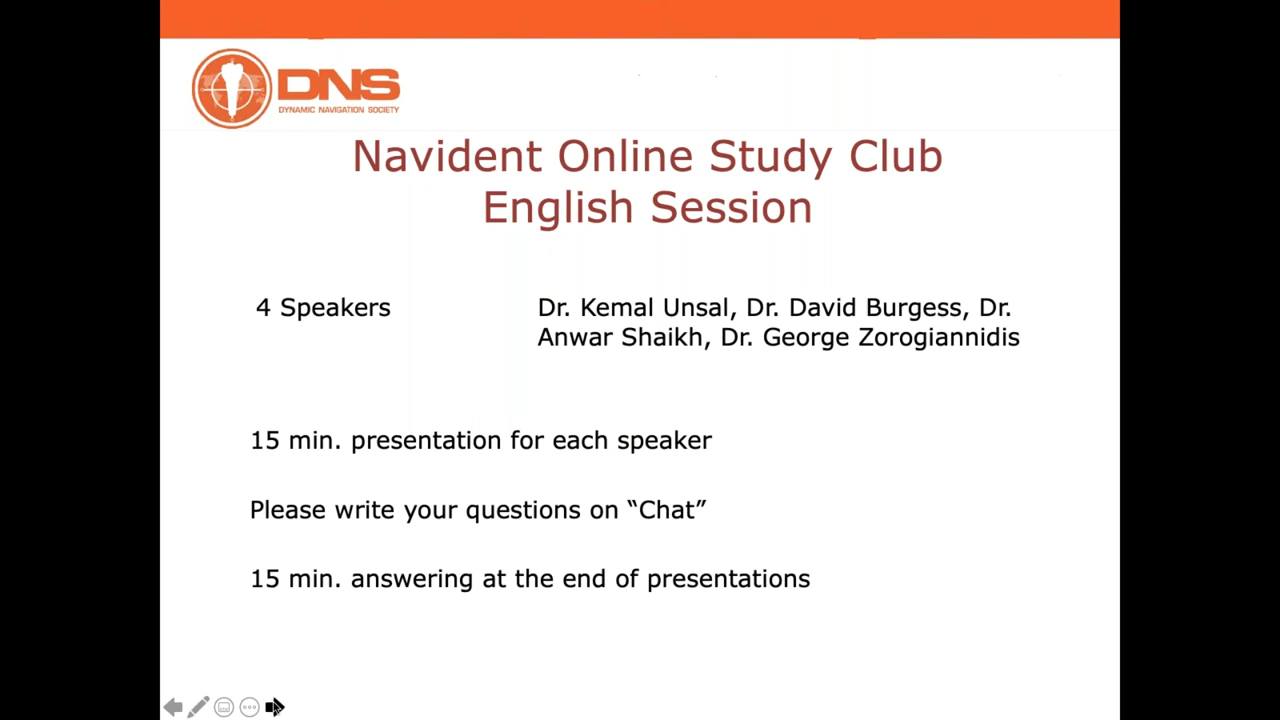 DNS
DYNAMIC NAVIGATION SOCIETY
Navident Online Study Club
English Session
4 Speakers
Dr. Kemal Unsal, Dr. David Burgess, Dr.
Anwar Shaikh, Dr. George Zorogiannidis
15 min. presentation for each speaker
Please write your questions on “Chat”
15 min. answering at the end of presentations